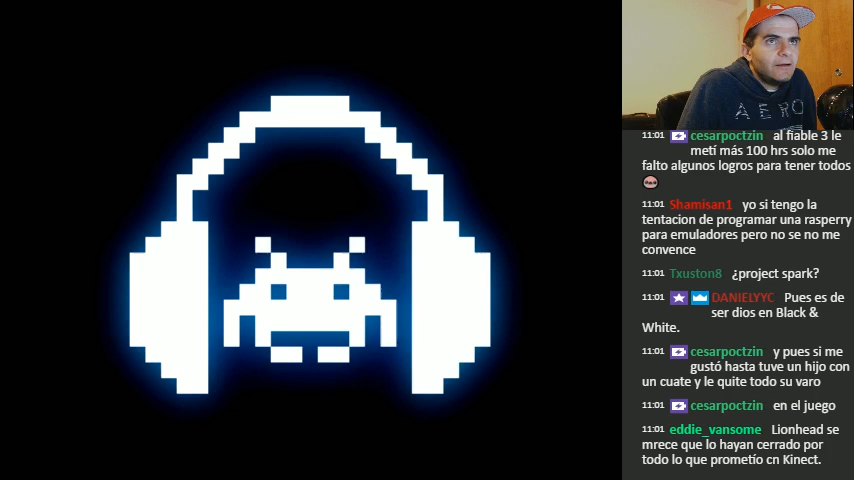 AERO
11:01 cesarpoctzin al fiable 3 le
metí más 100 hrs solo me
falto algunos logros para tener todos
11:01 Shamisan1 yo si tengo la
tentacion de programar una rasperry
para emuladores pero no se no me
convence
11:01 Txuston8 ¿project spark?
11:01 DANIELYYC Pues es de
ser dios en Black &
White.
11:01 cesarpoctzin y pues si me
gustó hasta tuve un hijo con
un cuate y le quite todo su varo
11:01 cesarpoctzin en el juego
11:01 eddie_vansome Lionhead se
mrece que lo hayan cerrado por
todo lo que prometío cn Kinect.